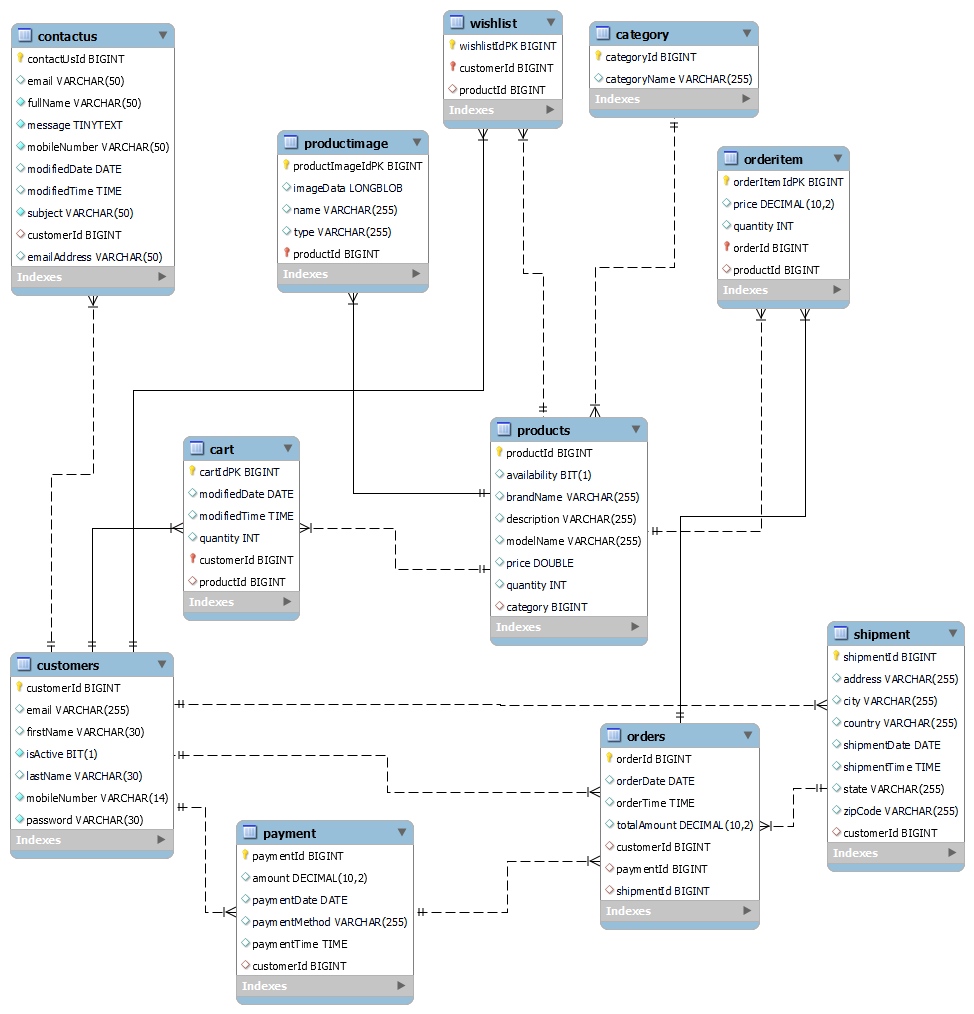 contactus
contactUsId BIGINT
email VARCHAR(50)
fullName VARCHAR(50)
message TINYTEXT
mobileNumber VARCHAR(50)
modifiedDate DATE
modifiedTime TIME
subject VARCHAR(50)
customerId BIGINT
emailAddress VARCHAR(50)
Indexes
productimage
productImageIdPK BIGINT
imageData LONGBLOB
name VARCHAR(255)
type VARCHAR(255)
productId BIGINT
Indexes
wishlist
wishlistIdPK BIGINT
customerId BIGINT
productId BIGINT
Indexes
category
categoryId BIGINT
categoryName VARCHAR(255)
Indexes
orderitem
orderItemIdPK BIGINT
price DECIMAL(10,2)
quantity INT
orderId BIGINT
productId BIGINT
Indexes
cart
cartIdPK BIGINT
modifiedDate DATE
modifiedTime TIME
quantity INT
customerId BIGINT
productId BIGINT
Indexes
products
productId BIGINT
availability BIT(1)
brandName VARCHAR(255)
description VARCHAR(255)
modelName VARCHAR(255)
price DOUBLE
quantity INT
category BIGINT
Indexes
customers
customerId BIGINT
email VARCHAR(255)
firstName VARCHAR(30)
isActive BIT(1)
lastName VARCHAR(30)
mobileNumber VARCHAR(14)
password VARCHAR(30)
Indexes
payment
paymentId BIGINT
amount DECIMAL(10,2)
paymentDate DATE
paymentMethod VARCHAR(255)
paymentTime TIME
customerId BIGINT
Indexes
orders
orderId BIGINT
orderDate DATE
orderTime TIME
totalAmount DECIMAL(10,2)
customerId BIGINT
paymentId BIGINT
shipmentId BIGINT
Indexes
shipment
shipmentId BIGINT
address VARCHAR(255)
city VARCHAR(255)
country VARCHAR(255)
shipmentDate DATE
shipmentTime TIME
state VARCHAR(255)
zipCode VARCHAR(255)
customerId BIGINT
Indexes